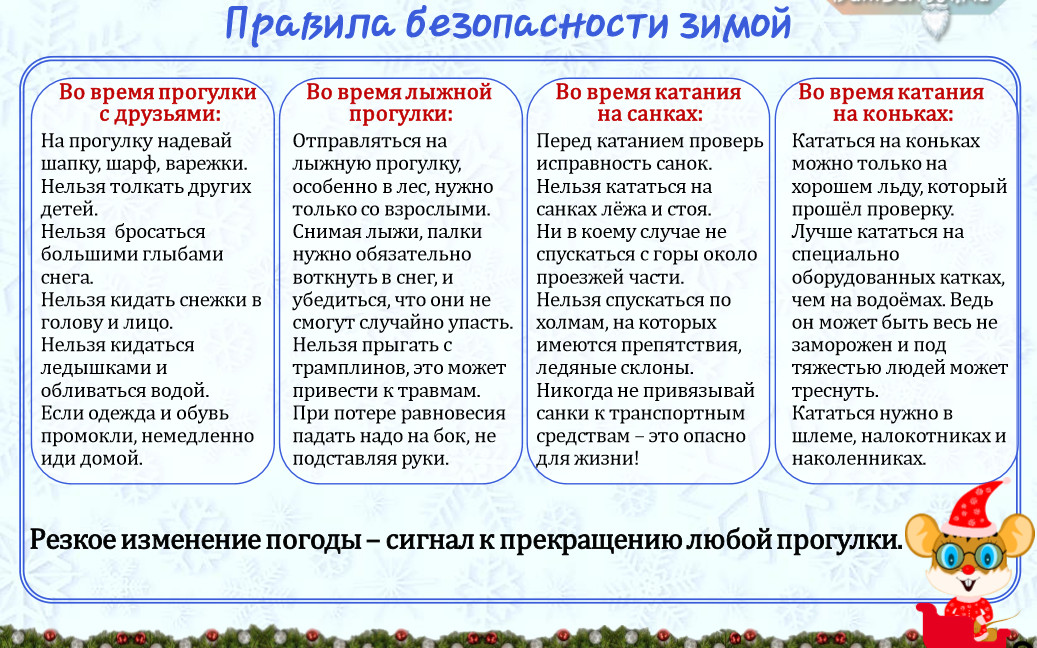 Правила безопасности зимой
Во время прогулки
с друзьями:
На прогулку надевай
шапку, шарф, варежки.
Нельзя толкать других
детей.
Нельзя бросаться
большими глыбами
снега.
Нельзя кидать снежки в
голову и лицо.
Нельзя кидаться
ледышками и
обливаться водой.
Если одежда и обувь
промокли, немедленно
иди домой.
Во время лыжной
прогулки:
Отправляться на
лыжную прогулку,
особенно в лес, нужно
только со взрослыми.
Снимая лыжи, палки
нужно обязательно
воткнуть в снег, и
убедиться, что они не
смогут случайно упасть.
Нельзя прыгать с
трамплинов, это может
привести к травмам.
При потере равновесия
падать надо на бок, не
подставляя руки.
Во время катания
на санках:
Перед катанием проверь
исправность санок.
Нельзя кататься на
санках лёжа и стоя.
Ни в коему случае не
спускаться с горы около
проезжей части.
Нельзя спускаться по
холмам, на которых
имеются препятствия,
ледяные склоны.
Никогда не привязывай
санки к транспортным
средствам – это опасно
для жизни!
Во время катания
на коньках:
Кататься на коньках
можно только на
хорошем льду, который
прошёл проверку.
Лучше кататься на
специально
оборудованных катках,
чем на водоёмах. Ведь
он может быть весь не
заморожен и под
тяжестью людей может
треснуть.
Кататься нужно в
шлеме, налокотниках и
наколенниках.
Резкое изменение погоды – сигнал к прекращению любой прогулки.